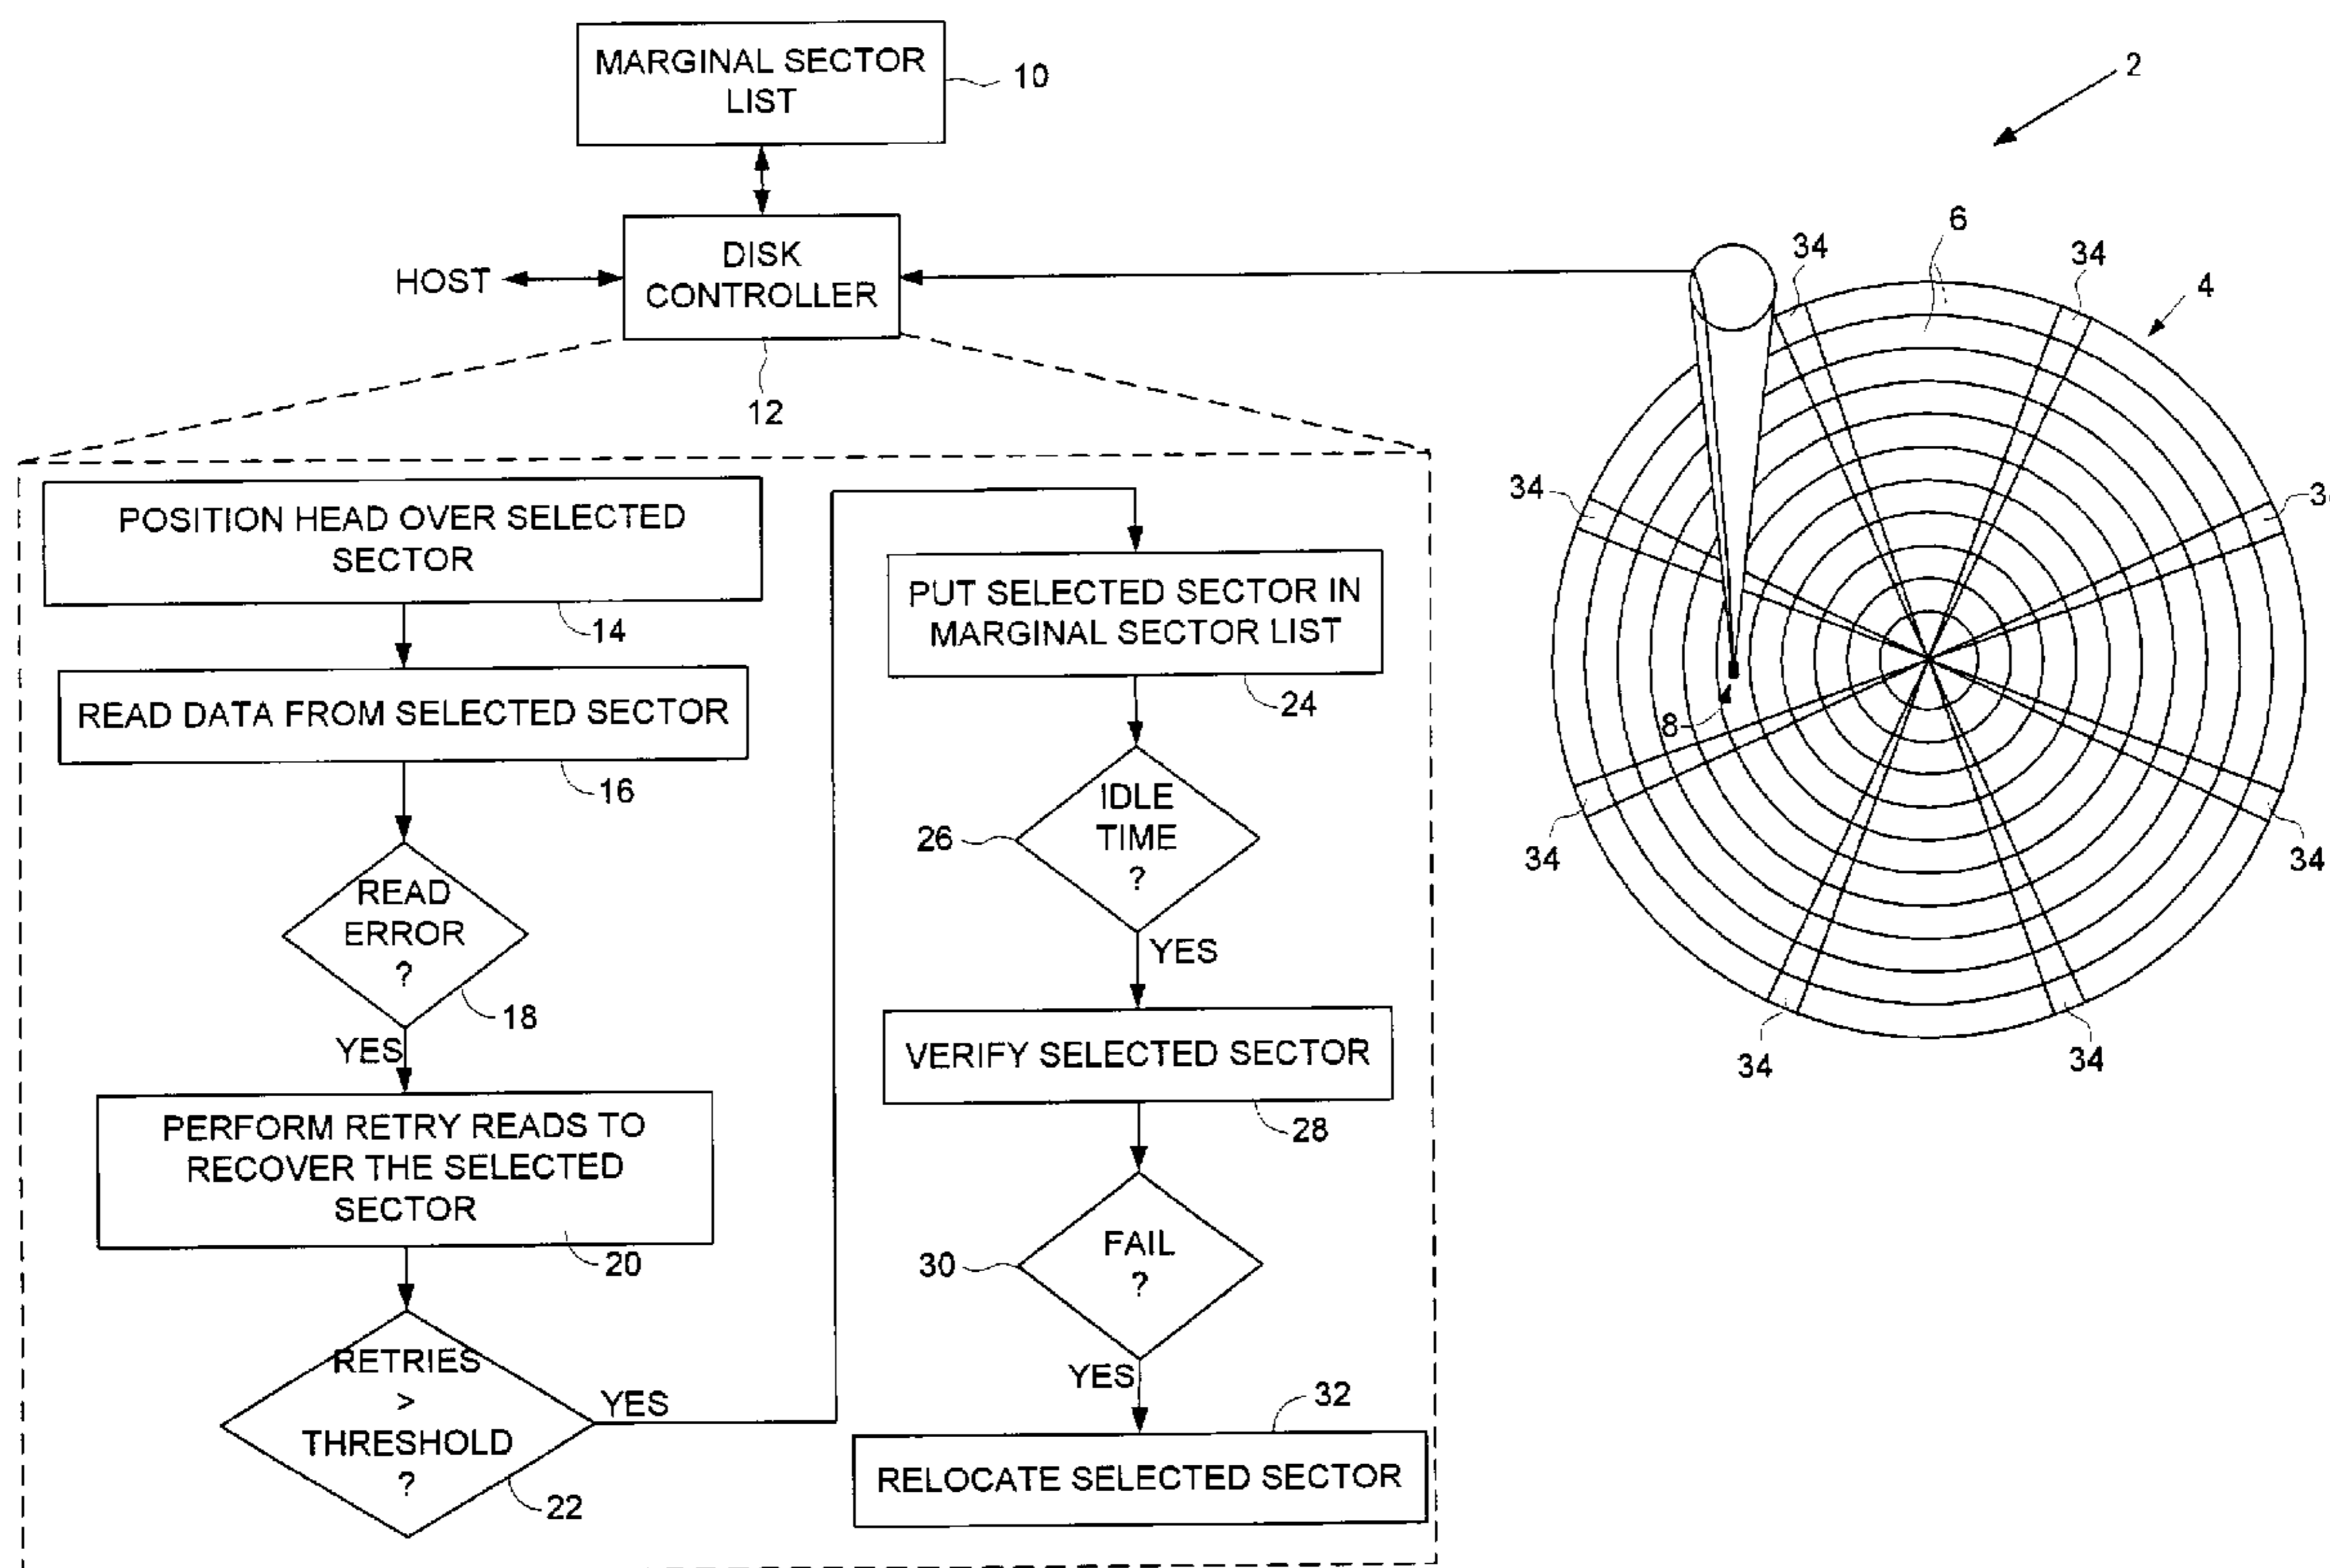 MARGINAL SECTOR
LIST
10
2
DISK
CONTROLLER
HOST
12
6
34
34
4
34
34
8
34
34
34
34
POSITION HEAD OVER SELECTED
SECTOR
14
READ DATA FROM SELECTED SECTOR
16
READ
ERROR
?
18
YES
PERFORM RETRY READS TO
RECOVER THE SELECTED
SECTOR
20
RETRIES
>
THRESHOLD
?
22
YES
PUT SELECTED SECTOR IN
MARGINAL SECTOR LIST
24
IDLE
TIME
?
26
YES
VERIFY SELECTED SECTOR
28
FAIL
?
30
YES
32
RELOCATE SELECTED SECTOR